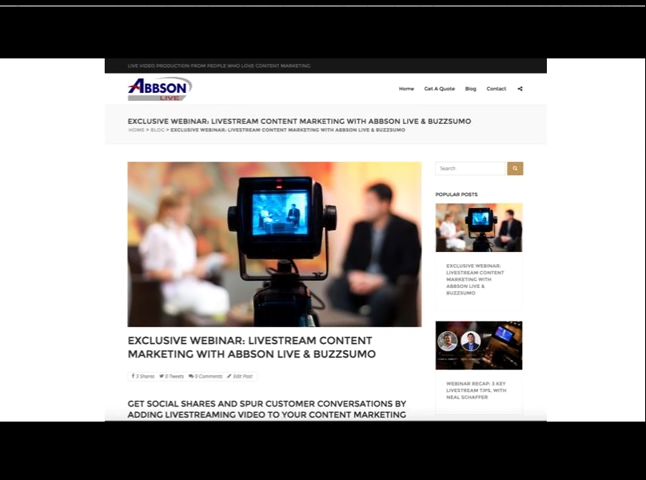 LIVE VIDEO PRODUCTION FROM PEOPLE WHO LOVE CONTENT MARKETING.
ABBSON
LIVE
Home Get A Quote Blog Contact
EXCLUSIVE WEBINAR: LIVESTREAM CONTENT MARKETING WITH ABBSON LIVE & BUZZSUMO
HOME > BLOG > EXCLUSIVE WEBINAR: LIVESTREAM CONTENT MARKETING WITH ABBSON LIVE & BUZZSUMO
Search
POPULAR POSTS
EXCLUSIVE WEBINAR:
LIVESTREAM CONTENT
MARKETING WITH
ABBSON LIVE &
BUZZSUMO
EXCLUSIVE WEBINAR: LIVESTREAM CONTENT
MARKETING WITH ABBSON LIVE & BUZZSUMO
3 Shares 0 Tweets 0 Comments Edit Post
WEBINAR RECAP: 3 KEY
LIVESTREAM TIPS, WITH
NEAL SCHAFFER
GET SOCIAL SHARES AND SPUR CUSTOMER CONVERSATIONS BY
ADDING LIVESTREAMING VIDEO TO YOUR CONTENT MARKETING